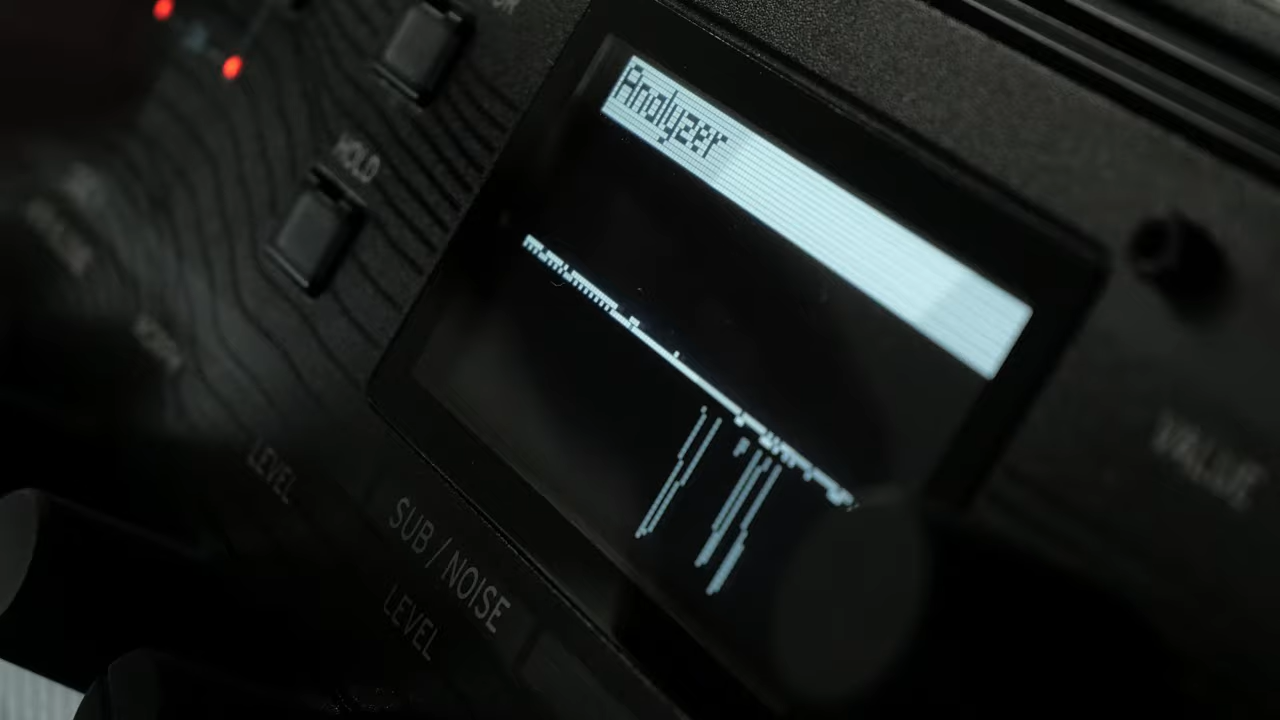 Analyzer
HOLD
VALUE
LEVEL
SUB / NOISE
LEVEL